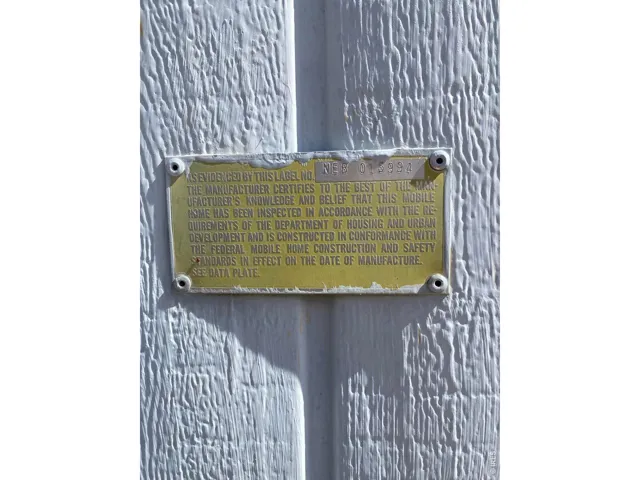 AS EVIDENCED BY THIS LABEL NO. NEB
THE MANUFACTURER CERTIFIES TO THE BEST OF THE MAN-
UFACTURER'S KNOWLEDGE AND BELIEF THAT THIS MOBILE
HOME HAS BEEN INSPECTED IN ACCORDANCE WITH THE RE-
QUIREMENTS OF THE DEPARTMENT OF HOUSING AND URBAN
DEVELOPMENT AND IS CONSTRUCTED IN CONFORMANCE WITH
THE FEDERAL MOBILE HOME CONSTRUCTION AND SAFETY
STANDARDS IN EFFECT ON THE DATE OF MANUFACTURE.
SEE DATA PLATE.